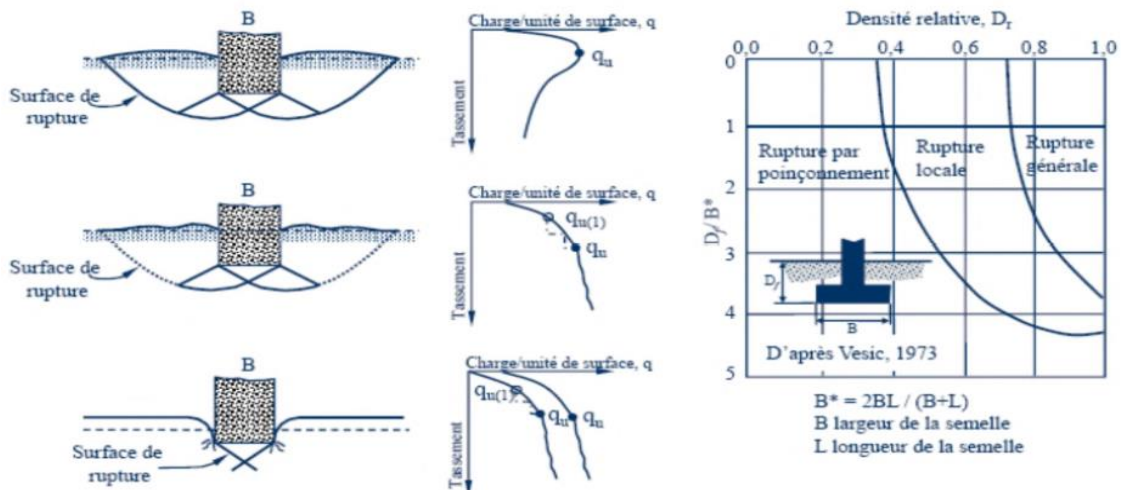 B
Surface de
rupture
Charge/unité de surface, q
qu
Tassement
B
Surface de
rupture
Charge/unité de surface, q
qu(1)
qu
Tassement
B
Surface de
rupture
Charge/unité de surface, q
qu(1)
qu
qu
Tassement
Densité relative, Dr
0,0 0,2 0,4 0,6 0,8 1,0
0
1
2
3
4
5
Df/B*
Rupture par
poinçonnement
Rupture
locale
Rupture
générale
Df
B
D'après Vesic, 1973
B* = 2BL / (B+L)
B largeur de la semelle
L longueur de la semelle